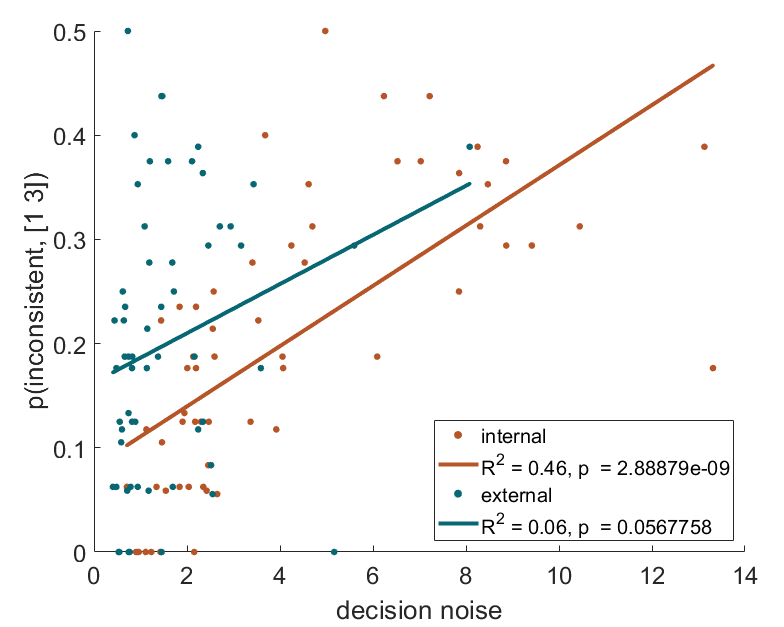 p(inconsistent, [1 3])
0.5
0.4
0.3
0.2
0.1
0
0 2 4 6 8 10 12 14
decision noise
internal
R² = 0.46, p = 2.88879e-09
external
R² = 0.06, p = 0.0567758